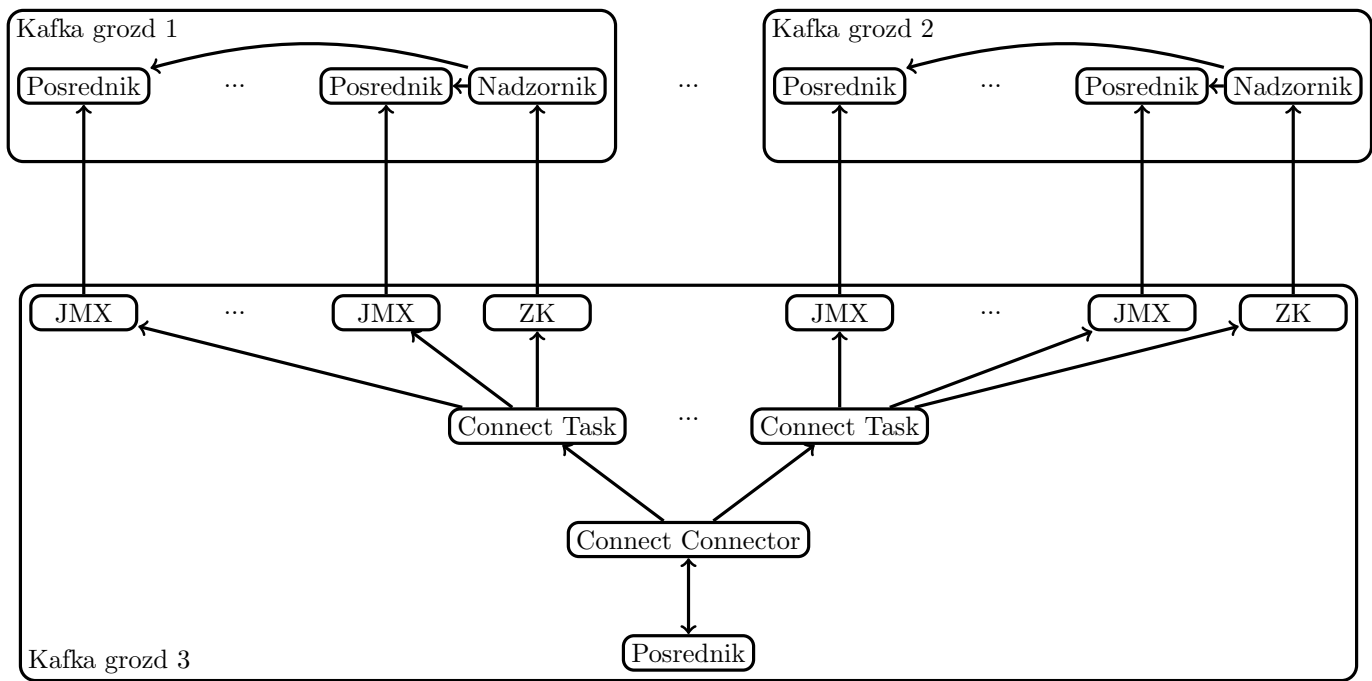 Kafka grozd 1
Kafka grozd 2
Posrednik ... Posrednik Nadzornik ... Posrednik ... Posrednik Nadzornik
JMX ... JMX ZK JMX ... JMX ZK
Connect Task ... Connect Task
Connect Connector
Posrednik
Kafka grozd 3